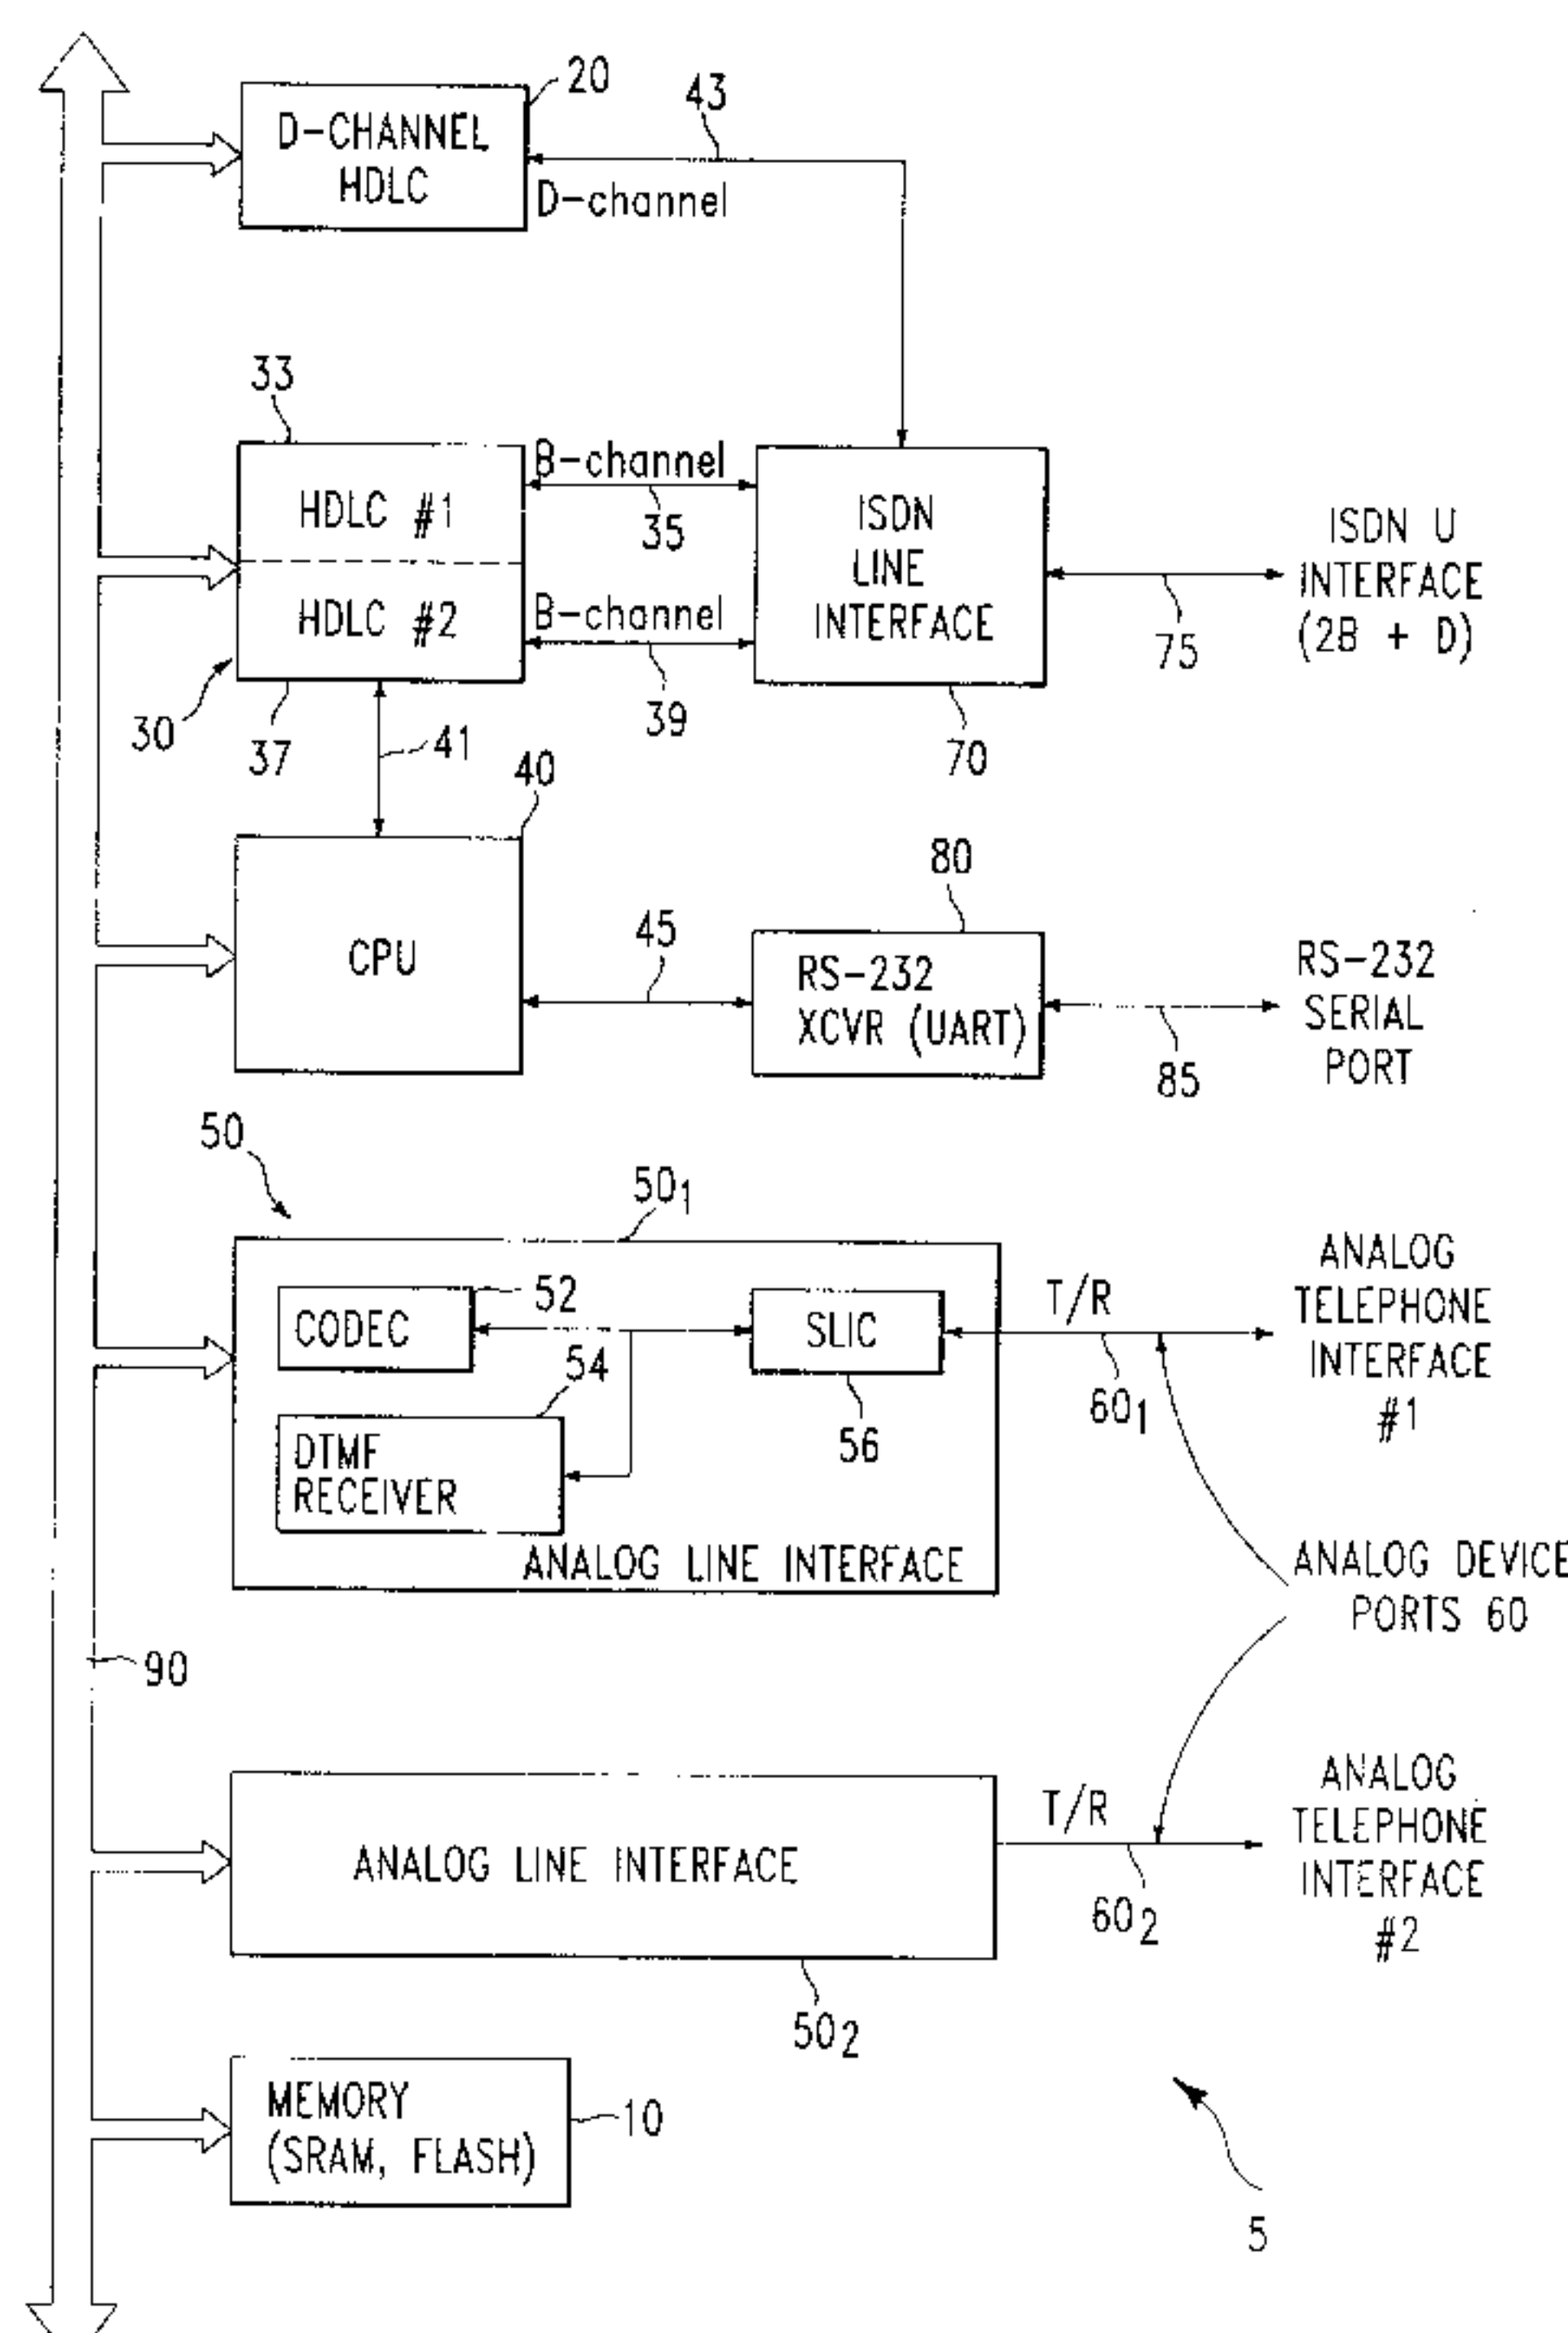 20
43
D-CHANNEL
HDLC
D-channel
33
B-channel
HDLC #1
35
ISDN
LINE
INTERFACE
ISDN U
INTERFACE
(2B + D)
HDLC #2
B-channel
75
30
37
41
39
70
40
80
CPU
45
RS-232
XCVR (UART)
RS-232
SERIAL
PORT
85
50
50₁
CODEC
52
SLIC
T/R
ANALOG
TELEPHONE
INTERFACE
#1
54
56
60₁
DTMF
RECEIVER
ANALOG LINE INTERFACE
ANALOG DEVICE
PORTS 60
90
ANALOG LINE INTERFACE
T/R
ANALOG
TELEPHONE
INTERFACE
#2
60₂
50₂
MEMORY
(SRAM, FLASH)
10
5